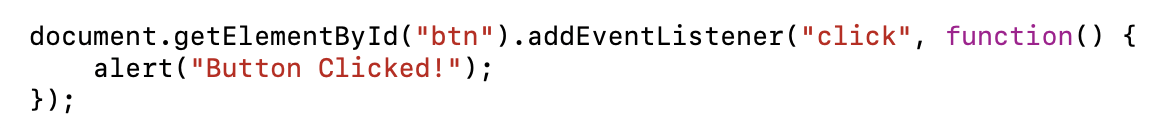 document.getElementById("btn").addEventListener("click", function() {
    alert("Button Clicked!");
});